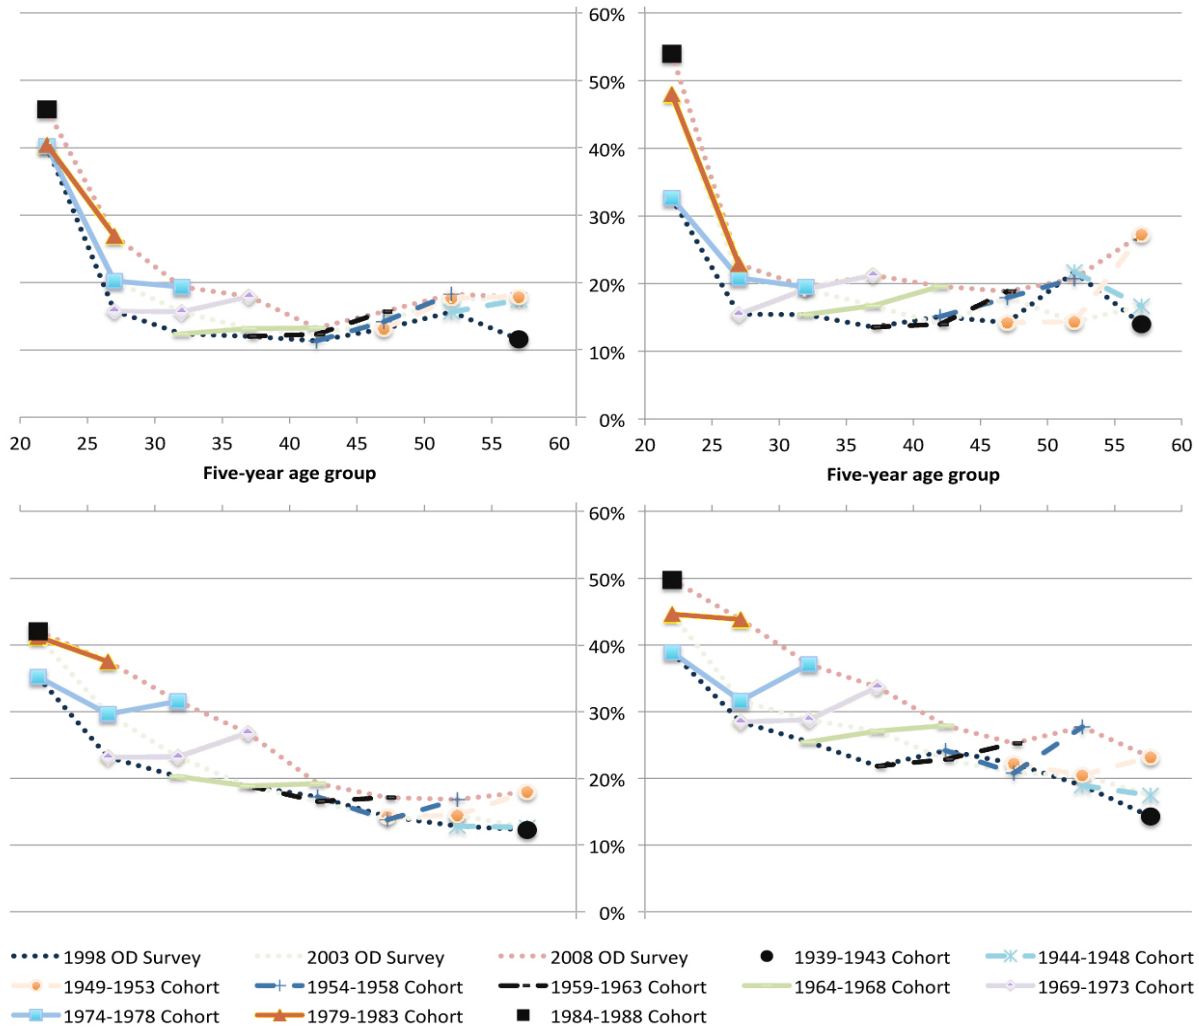 60%
50%
40%
30%
20%
10%
0%
20 25 30 35 40 45 50 55 60
20 25 30 35 40 45 50 55 60
Five-year age group
Five-year age group
60%
50%
40%
30%
20%
10%
0%
1998 OD Survey 2003 OD Survey 2008 OD Survey 1939-1943 Cohort 1944-1948 Cohort
1949-1953 Cohort 1954-1958 Cohort 1959-1963 Cohort 1964-1968 Cohort 1969-1973 Cohort
1974-1978 Cohort 1979-1983 Cohort 1984-1988 Cohort